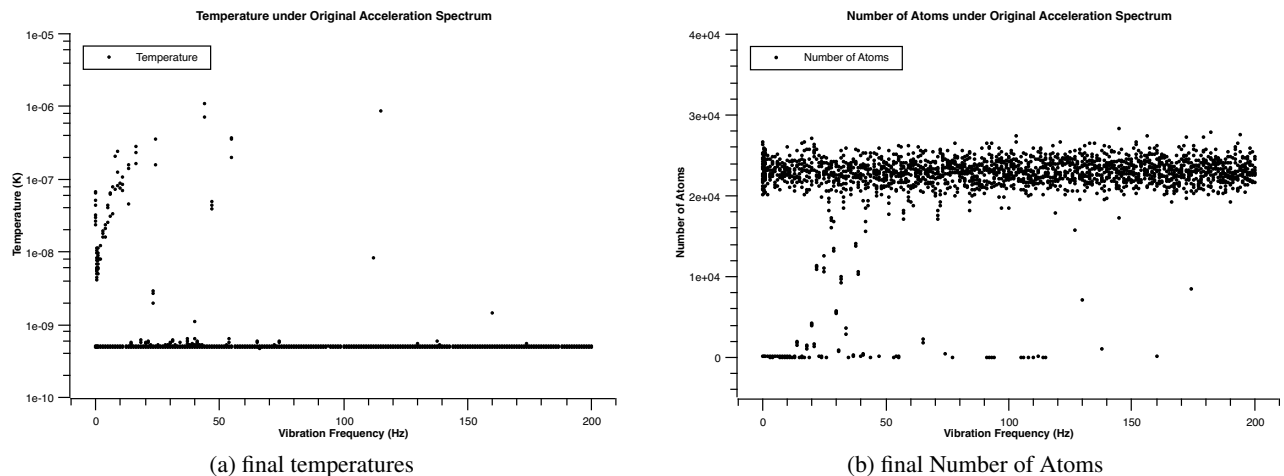 Temperature under Original Acceleration Spectrum
1e-05
Temperature
1e-06
1e-07
1e-08
1e-09
1e-10
Temperature (K)
0
50
100
150
200
Vibration Frequency (Hz)
(a) final temperatures
Number of Atoms under Original Acceleration Spectrum
4e+04
Number of Atoms
3e+04
2e+04
1e+04
0
Number of Atoms
0
50
100
150
200
Vibration Frequency (Hz)
(b) final Number of Atoms